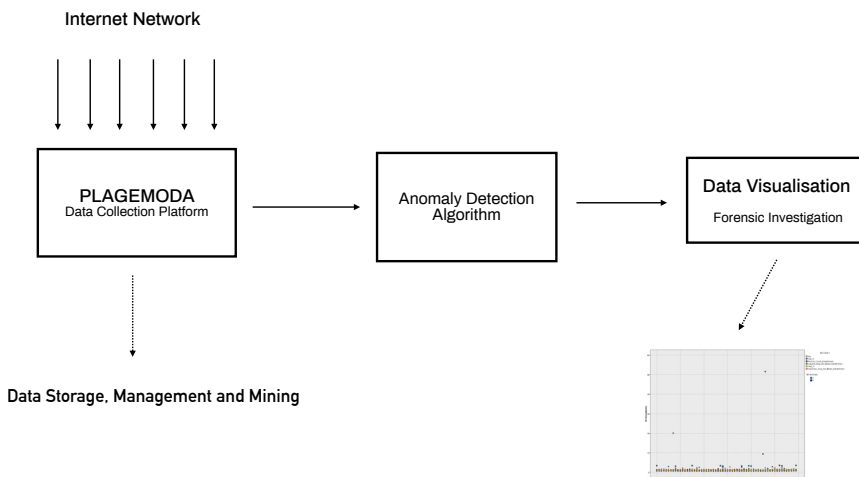 Internet Network
PLAGEMODA
Data Collection Platform
Anomaly Detection
Algorithm
Data Visualisation
Forensic Investigation
Data Storage, Management and Mining